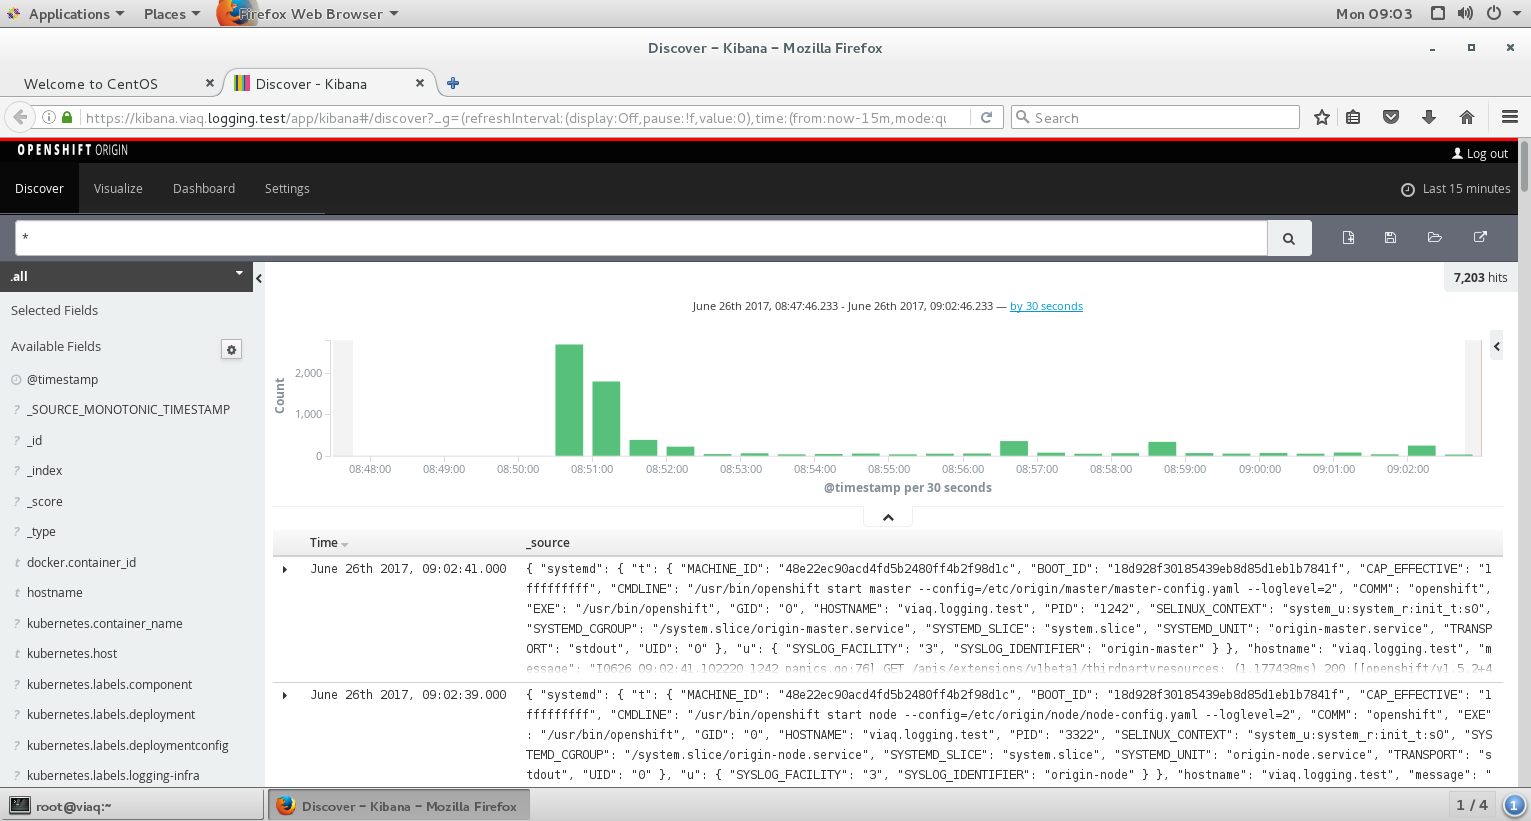 Applications Places Firefox Web Browser Mon 09:03
Discover – Kibana – Mozilla Firefox
Welcome to CentOS Discover - Kibana
https://kibana.viaq.logging.test/app/kibana#/discover?_g=(refreshInterval:(display:Off,pause:!f,value:0),time:(from:now-15m,mode:qu Search
OPENSHIFT ORIGIN
Log out
Discover Visualize Dashboard Settings Last 15 minutes
*
.all
7,203 hits
Selected Fields
June 26th 2017, 08:47:46.233 - June 26th 2017, 09:02:46.233 — by 30 seconds
Available Fields
@timestamp
? _SOURCE_MONOTONIC_TIMESTAMP
? _id
? _index
? _score
? _type
t docker.container_id
t hostname
? kubernetes.container_name
t kubernetes.host
? kubernetes.labels.component
? kubernetes.labels.deployment
? kubernetes.labels.deploymentconfig
? kubernetes.labels.logging-infra
Count
2,000
1,000
0
08:48:00 08:49:00 08:50:00 08:51:00 08:52:00 08:53:00 08:54:00 08:55:00 08:56:00 08:57:00 08:58:00 08:59:00 09:00:00 09:01:00 09:02:00
@timestamp per 30 seconds
Time _source
June 26th 2017, 09:02:41.000 { "systemd": { "t": { "MACHINE_ID": "48e22ec90acd4fd5b2480ff4b2f98d1c", "BOOT_ID": "18d928f30185439eb8d85d1eb1b7841f", "CAP_EFFECTIVE": "1
fffffffff", "CMDLINE": "/usr/bin/openshift start master --config=/etc/origin/master/master-config.yaml --loglevel=2", "COMM": "openshift",
"EXE": "/usr/bin/openshift", "GID": "0", "HOSTNAME": "viaq.logging.test", "PID": "1242", "SELINUX_CONTEXT": "system_u:system_r:init_t:s0",
"SYSTEMD_CGROUP": "/system.slice/origin-master.service", "SYSTEMD_SLICE": "system.slice", "SYSTEMD_UNIT": "origin-master.service", "TRANSP
ORT": "stdout", "UID": "0" }, "u": { "SYSLOG_FACILITY": "3", "SYSLOG_IDENTIFIER": "origin-master" } }, "hostname": "viaq.logging.test", "m
essage": "I0626 09:02:41.102220 1242 panics.go:76] GET /apis/extensions/v1beta1/thirdpartyresources: (1.177438ms) 200 [[openshift/v1.5.2+4
June 26th 2017, 09:02:39.000 { "systemd": { "t": { "MACHINE_ID": "48e22ec90acd4fd5b2480ff4b2f98d1c", "BOOT_ID": "18d928f30185439eb8d85d1eb1b7841f", "CAP_EFFECTIVE": "1
fffffffff", "CMDLINE": "/usr/bin/openshift start node --config=/etc/origin/node/node-config.yaml --loglevel=2", "COMM": "openshift", "EXE"
: "/usr/bin/openshift", "GID": "0", "HOSTNAME": "viaq.logging.test", "PID": "3322", "SELINUX_CONTEXT": "system_u:system_r:init_t:s0", "SYS
TEMD_CGROUP": "/system.slice/origin-node.service", "SYSTEMD_SLICE": "system.slice", "SYSTEMD_UNIT": "origin-node.service", "TRANSPORT": "s
tdout", "UID": "0" }, "u": { "SYSLOG_FACILITY": "3", "SYSLOG_IDENTIFIER": "origin-node" } }, "hostname": "viaq.logging.test", "message": "
root@viaq:~ Discover – Kibana – Mozilla Firefox 1 / 4 1